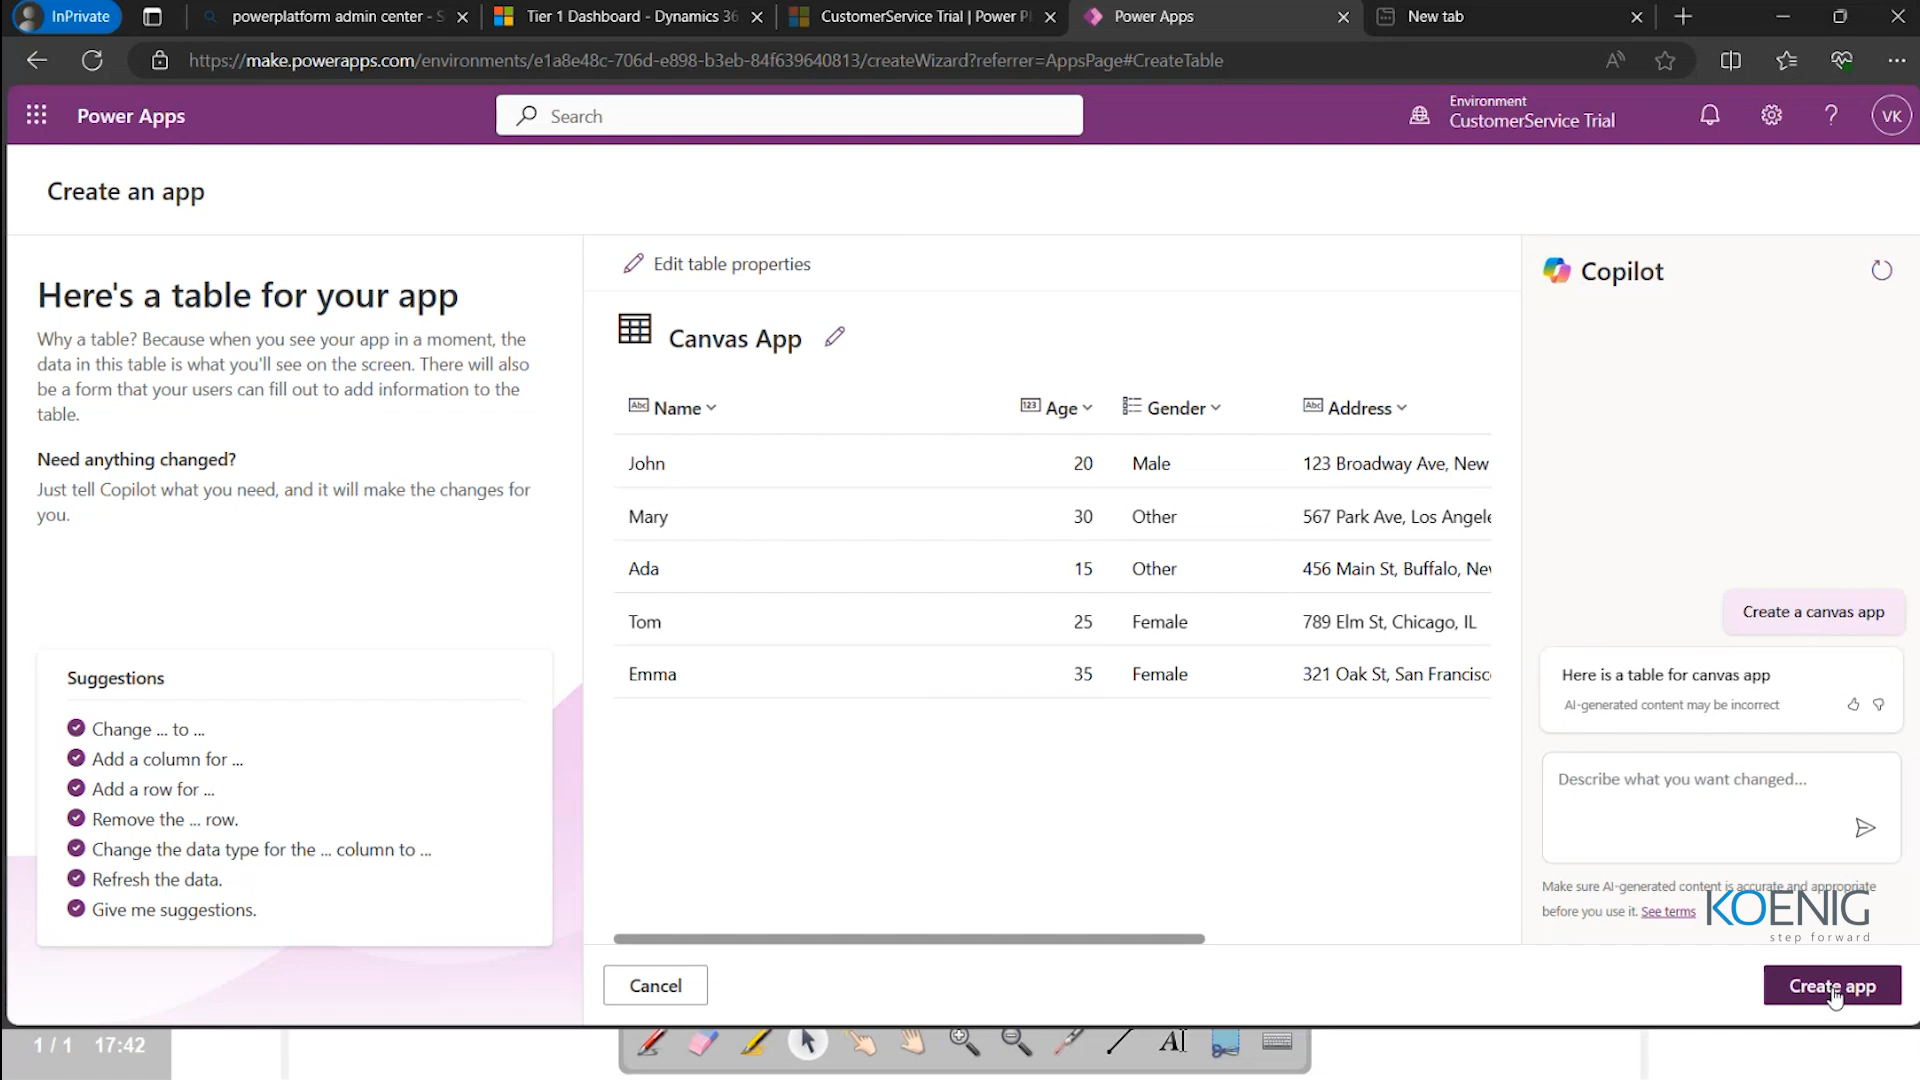 InPrivate
powerplatform admin center - S
Tier 1 Dashboard - Dynamics 36
CustomerService Trial | Power Pl
Power Apps
New tab
https://make.powerapps.com/environments/e1a8e48c-706d-e898-b3eb-84f639640813/createWizard?referrer=AppsPage#CreateTable
Power Apps
Search
Environment
CustomerService Trial
VK
Create an app
Here's a table for your app
Why a table? Because when you see your app in a moment, the
data in this table is what you'll see on the screen. There will also
be a form that your users can fill out to add information to the
table.
Need anything changed?
Just tell Copilot what you need, and it will make the changes for
you.
Suggestions
Change ... to ...
Add a column for ...
Add a row for ...
Remove the ... row.
Change the data type for the ... column to ...
Refresh the data.
Give me suggestions.
Edit table properties
Canvas App
Abc Name 123 Age Gender Abc Address
John 20 Male 123 Broadway Ave, New
Mary 30 Other 567 Park Ave, Los Angele
Ada 15 Other 456 Main St, Buffalo, Nev
Tom 25 Female 789 Elm St, Chicago, IL
Emma 35 Female 321 Oak St, San Francisc
Cancel
Copilot
Create a canvas app
Here is a table for canvas app
AI-generated content may be incorrect
Describe what you want changed...
Make sure AI-generated content is accurate and appropriate
before you use it. See terms
KOENIG
step forward
Create app
1 / 1 17:42
A